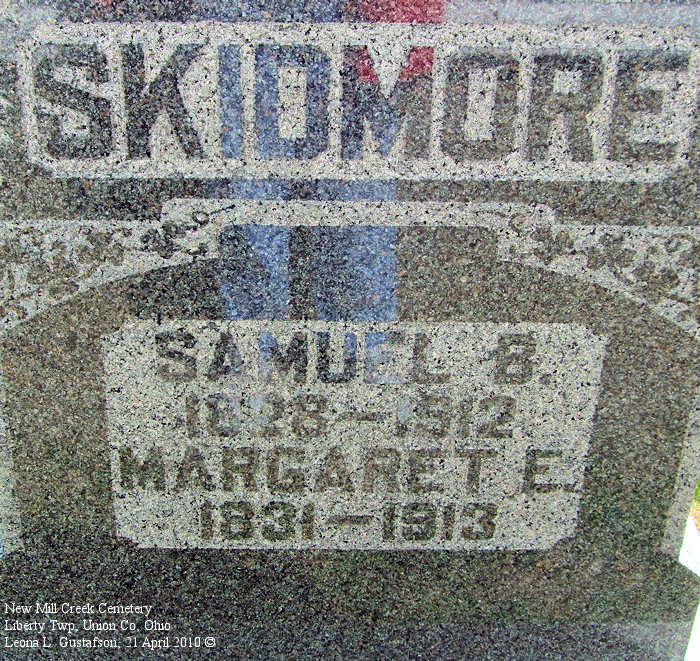 SKIDMORE
SAMUEL B.
1828–1912
MARGARET E.
1831–1913
New Mill Creek Cemetery
Liberty Twp, Union Co, Ohio
Leona L. Gustafson, 21 April 2010 ©